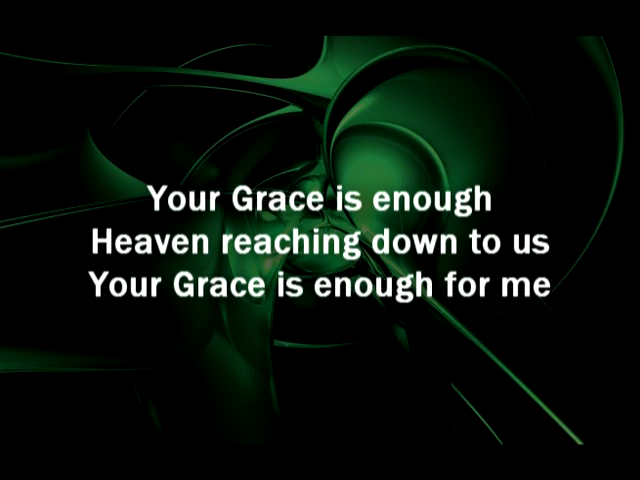 Your Grace is enough
Heaven reaching down to us
Your Grace is enough for me